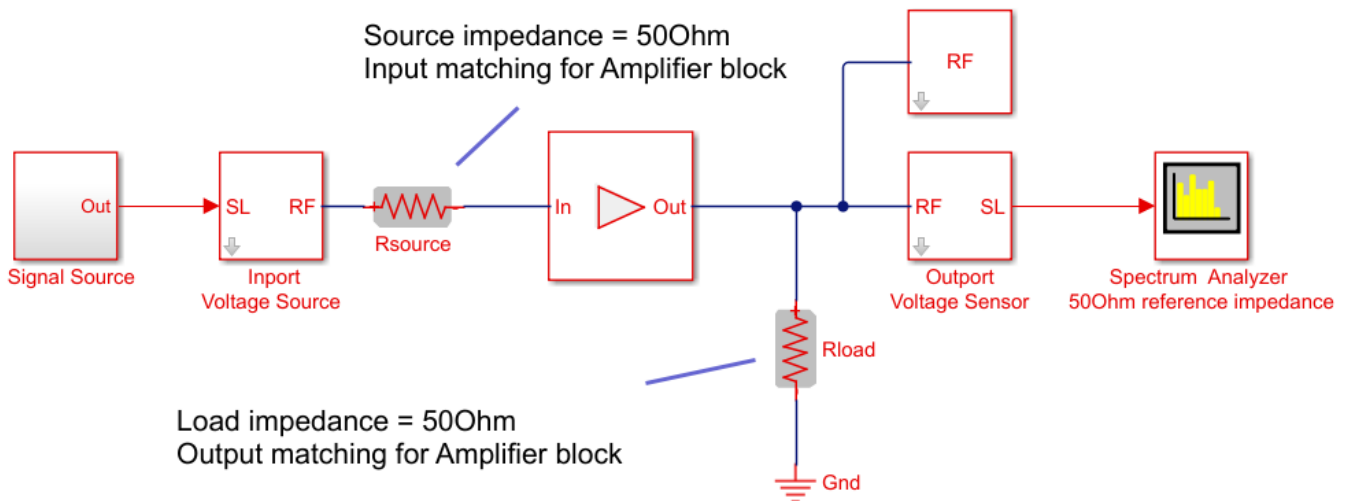 Source impedance = 50Ohm
Input matching for Amplifier block
RF
Out
SL
RF
In
Out
RF
SL
Rsource
Signal Source
Inport
Voltage Source
Outport
Voltage Sensor
Spectrum Analyzer
50Ohm reference impedance
Rload
Load impedance = 50Ohm
Output matching for Amplifier block
Gnd